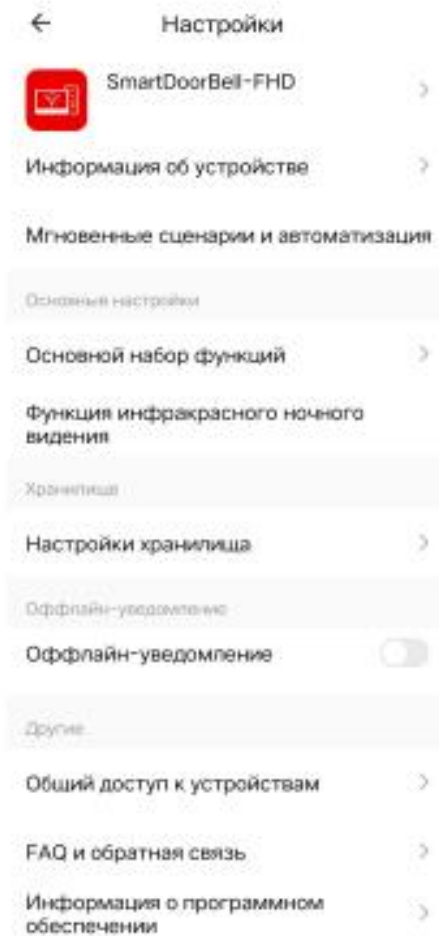 Настройки
SmartDoorBell-FHD
Информация об устройстве
Мгновенные сценарии и автоматизация
Основные настройки
Основной набор функций
Функция инфракрасного ночного
видения
Хранилище
Настройки хранилища
Оффлайн-уведомление
Оффлайн-уведомление
Другие
Общий доступ к устройствам
FAQ и обратная связь
Информация о программном
обеспечении